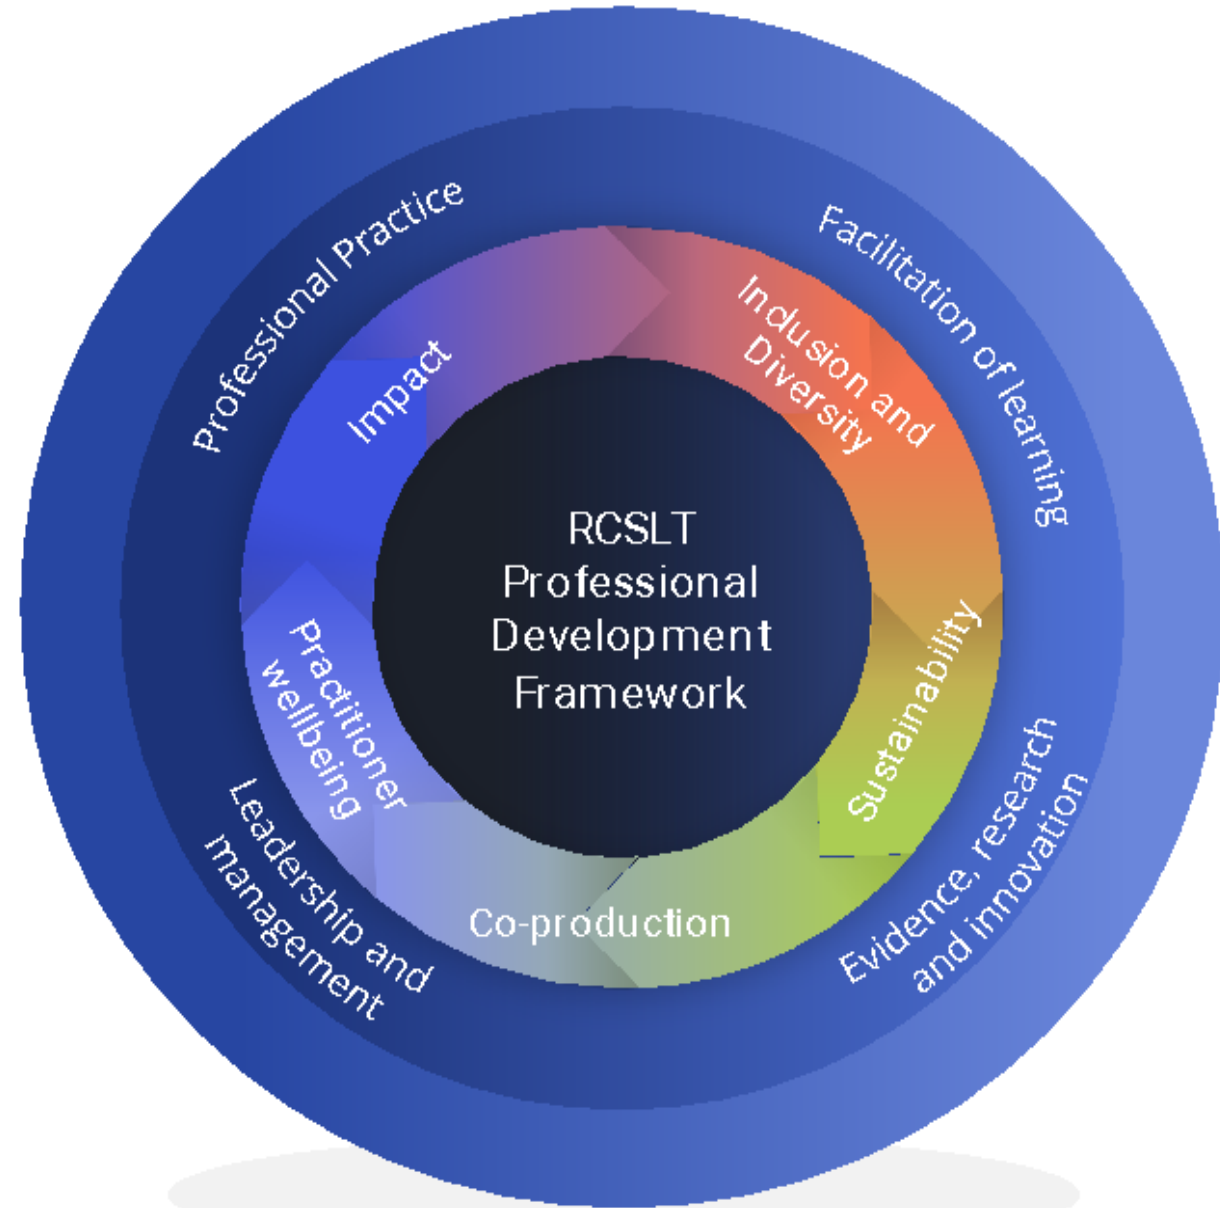 Professional Practice
Facilitation of learning
Impact
Inclusion and
Diversity
RCSLT
Professional
Development
Framework
Practitioner
wellbeing
Sustainability
Leadership and
management
Co-production
Evidence, research
and innovation